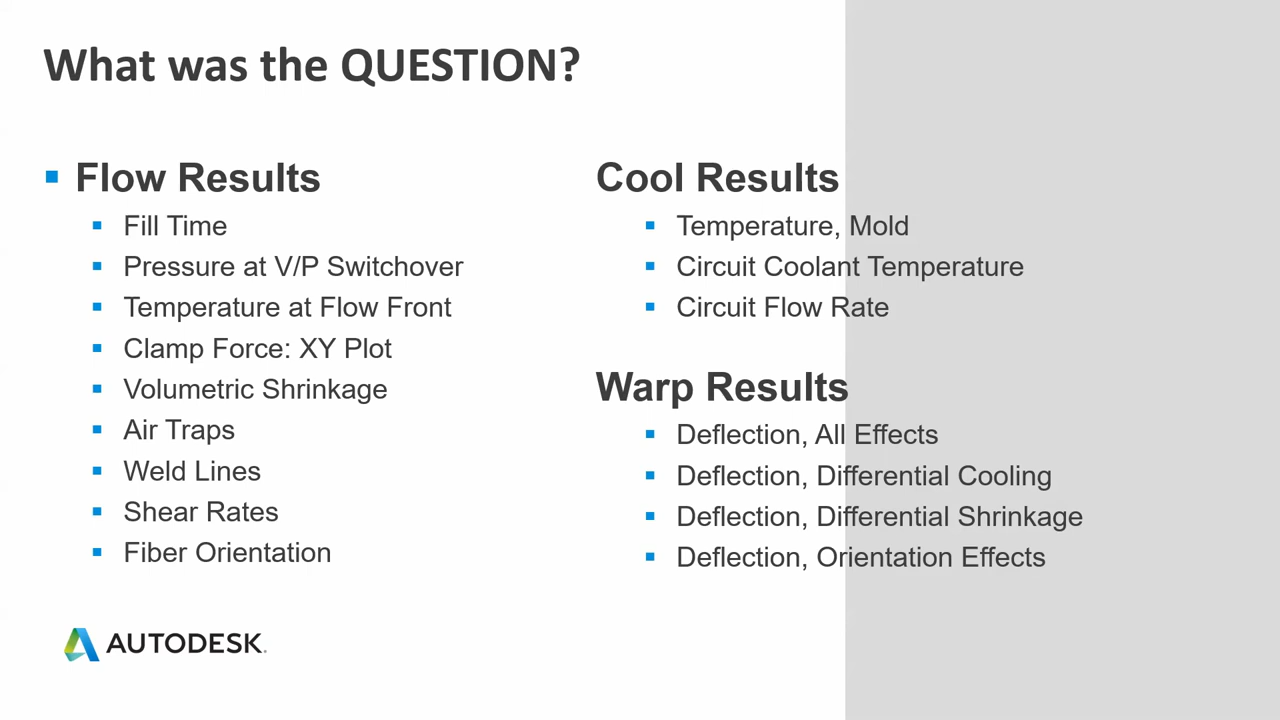 What was the QUESTION?
Flow Results
Fill Time
Pressure at V/P Switchover
Temperature at Flow Front
Clamp Force: XY Plot
Volumetric Shrinkage
Air Traps
Weld Lines
Shear Rates
Fiber Orientation
Cool Results
Temperature, Mold
Circuit Coolant Temperature
Circuit Flow Rate
Warp Results
Deflection, All Effects
Deflection, Differential Cooling
Deflection, Differential Shrinkage
Deflection, Orientation Effects
AUTODESK.